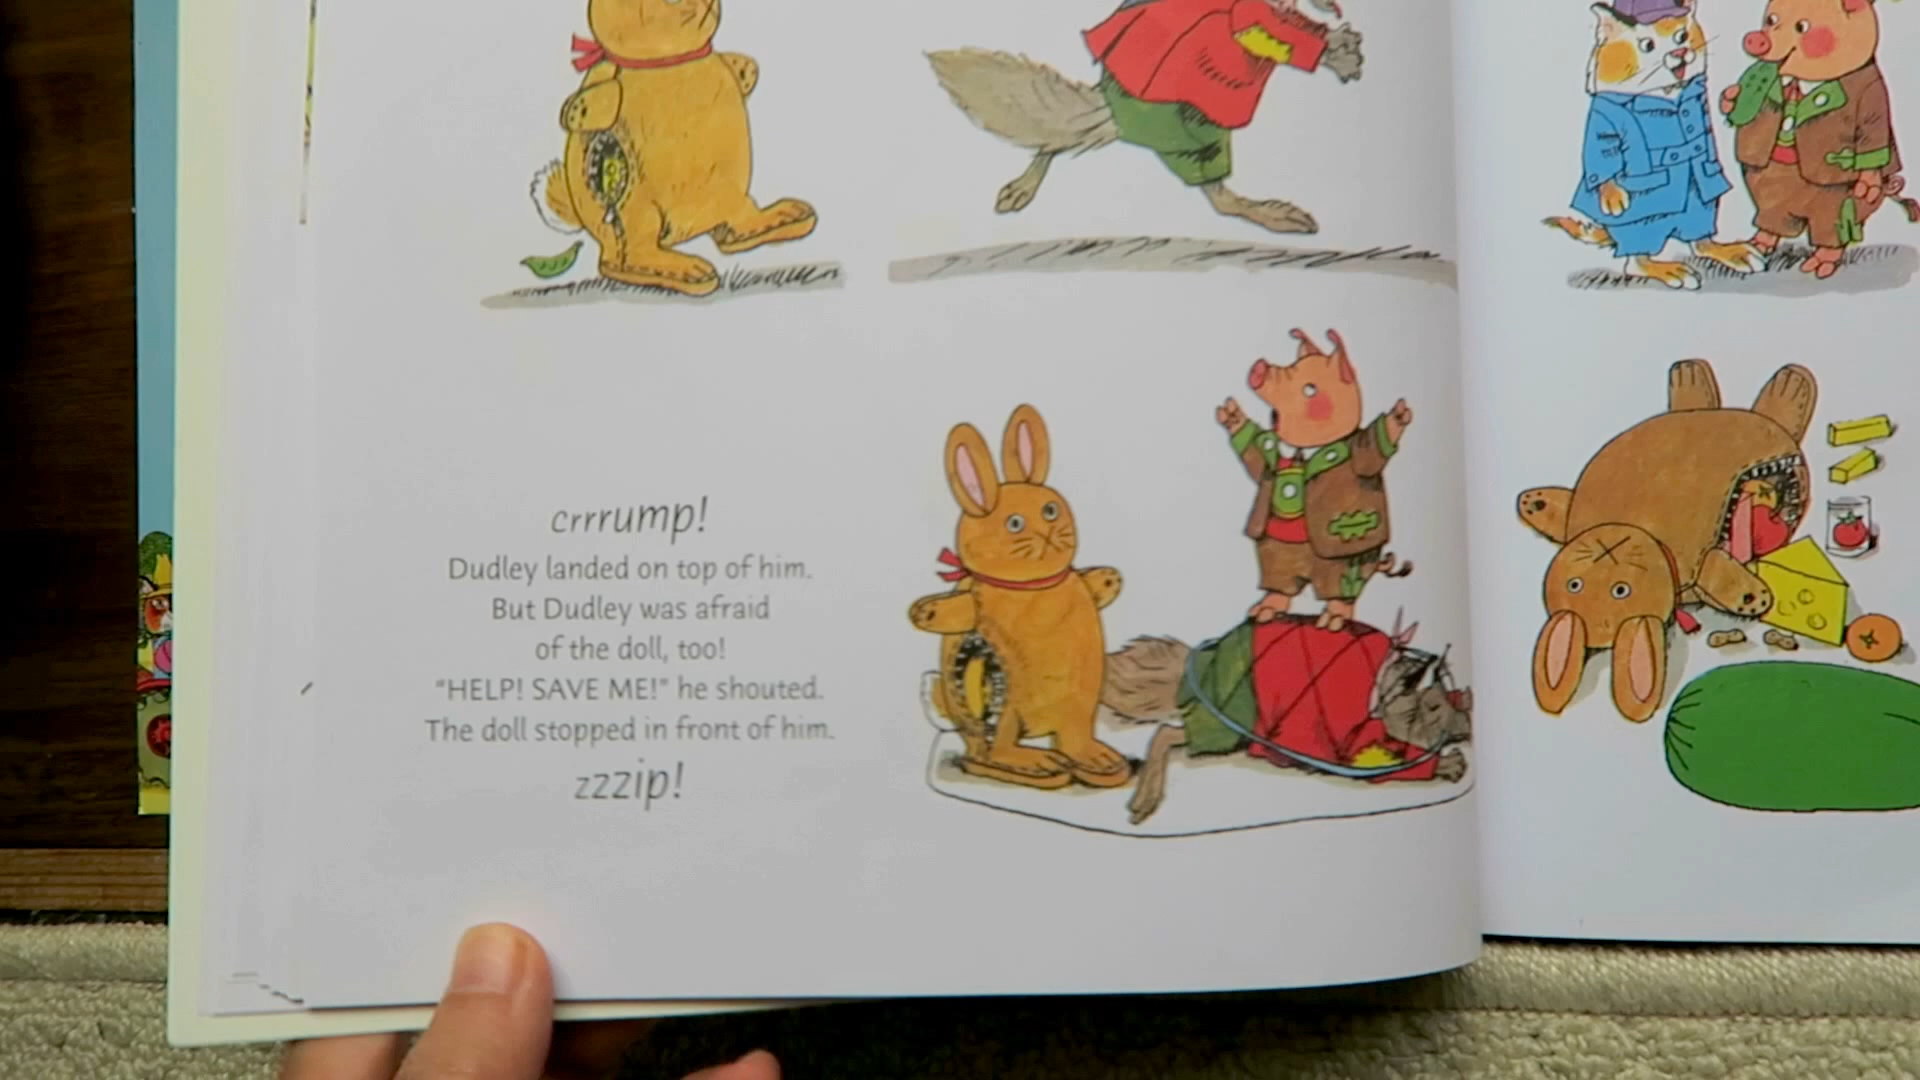 crrrump!
Dudley landed on top of him.
But Dudley was afraid
of the doll, too!
"HELP! SAVE ME!" he shouted.
The doll stopped in front of him.
zzzip!